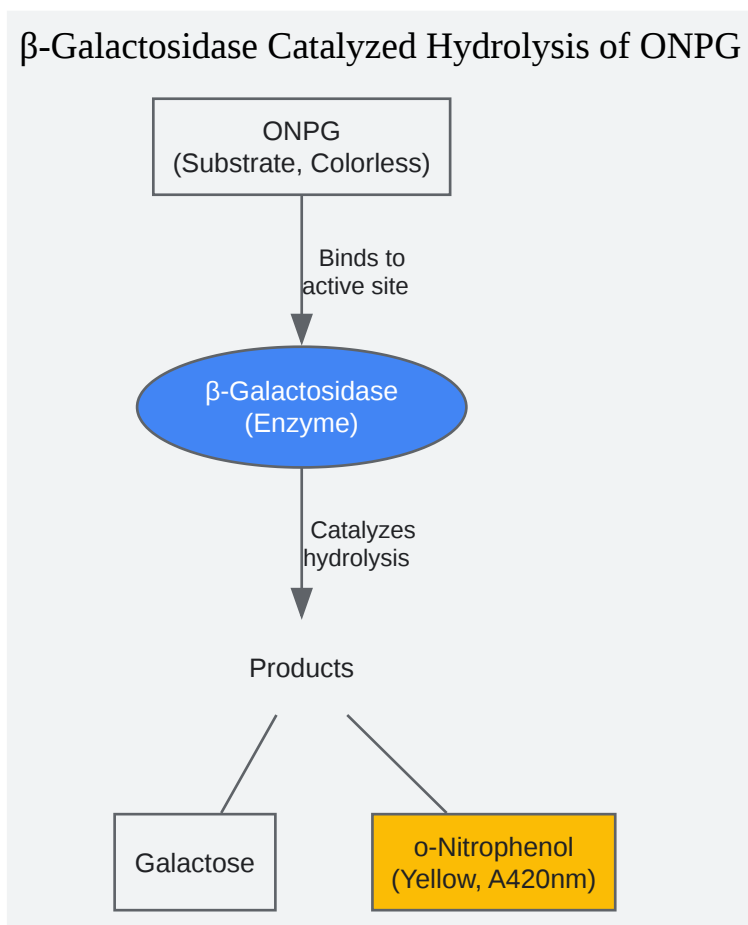 β-Galactosidase Catalyzed Hydrolysis of ONPG
ONPG
(Substrate, Colorless)
Binds to
active site
β-Galactosidase
(Enzyme)
Catalyzes
hydrolysis
Products
Galactose
o-Nitrophenol
(Yellow, A420nm)